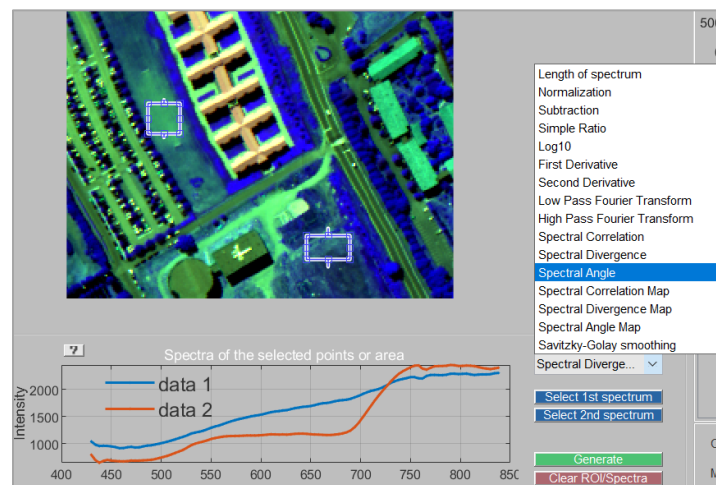 500
Length of spectrum
Normalization
Subtraction
Simple Ratio
Log10
First Derivative
Second Derivative
Low Pass Fourier Transform
High Pass Fourier Transform
Spectral Correlation
Spectral Divergence
Spectral Angle
Spectral Correlation Map
Spectral Divergence Map
Spectral Angle Map
Savitzky-Golay smoothing
Spectral Diverge...
Select 1st spectrum
Select 2nd spectrum
Generate
Clear ROI/Spectra
?
Spectra of the selected points or area
data 1
data 2
Intensity
2000
1500
1000
400 450 500 550 600 650 700 750 800 850